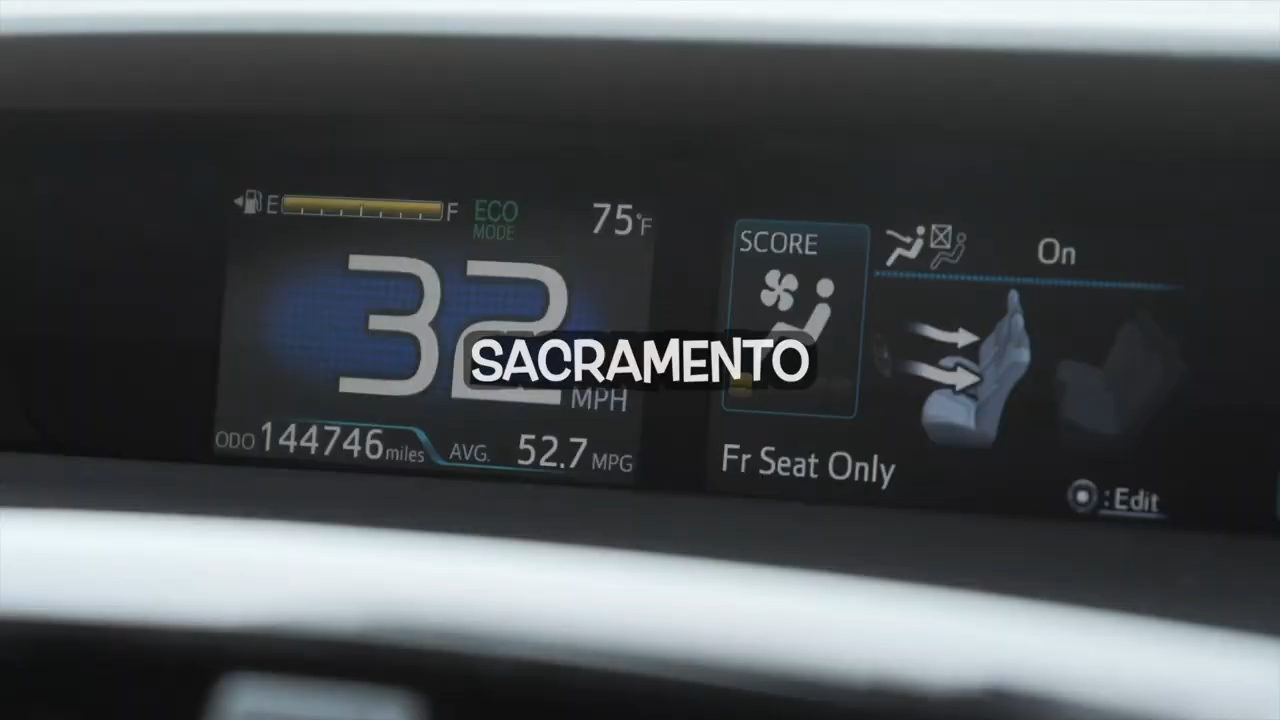 E F ECO MODE 75°F
32 MPH
ODO 144746 miles AVG. 52.7 MPG
SCORE
On
Fr Seat Only
:Edit
SACRAMENTO